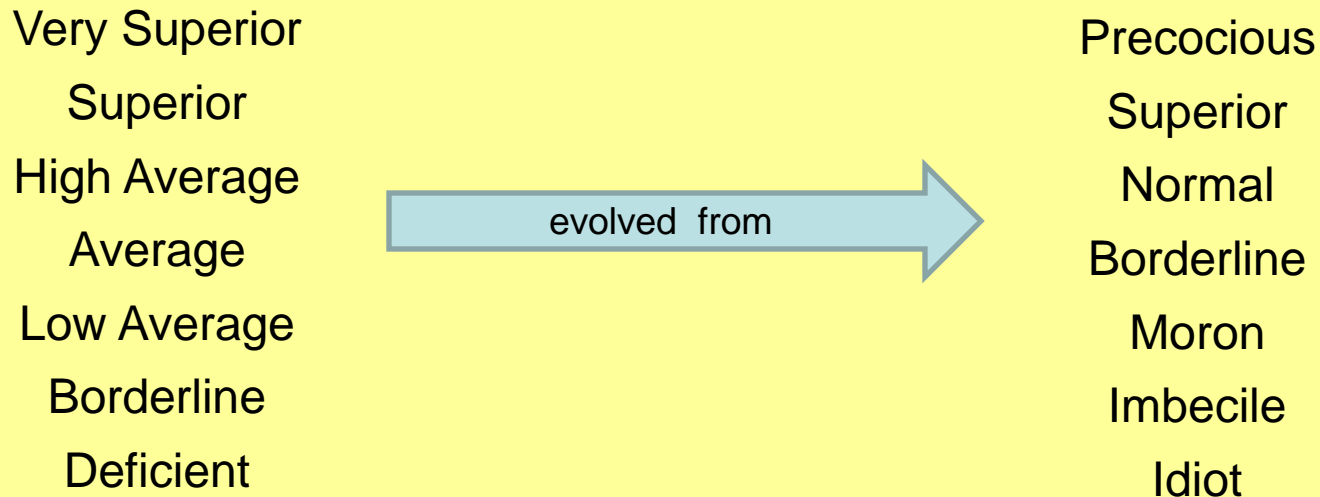 Very Superior
Superior
High Average
Average
Low Average
Borderline
Deficient
evolved from
Precocious
Superior
Normal
Borderline
Moron
Imbecile
Idiot